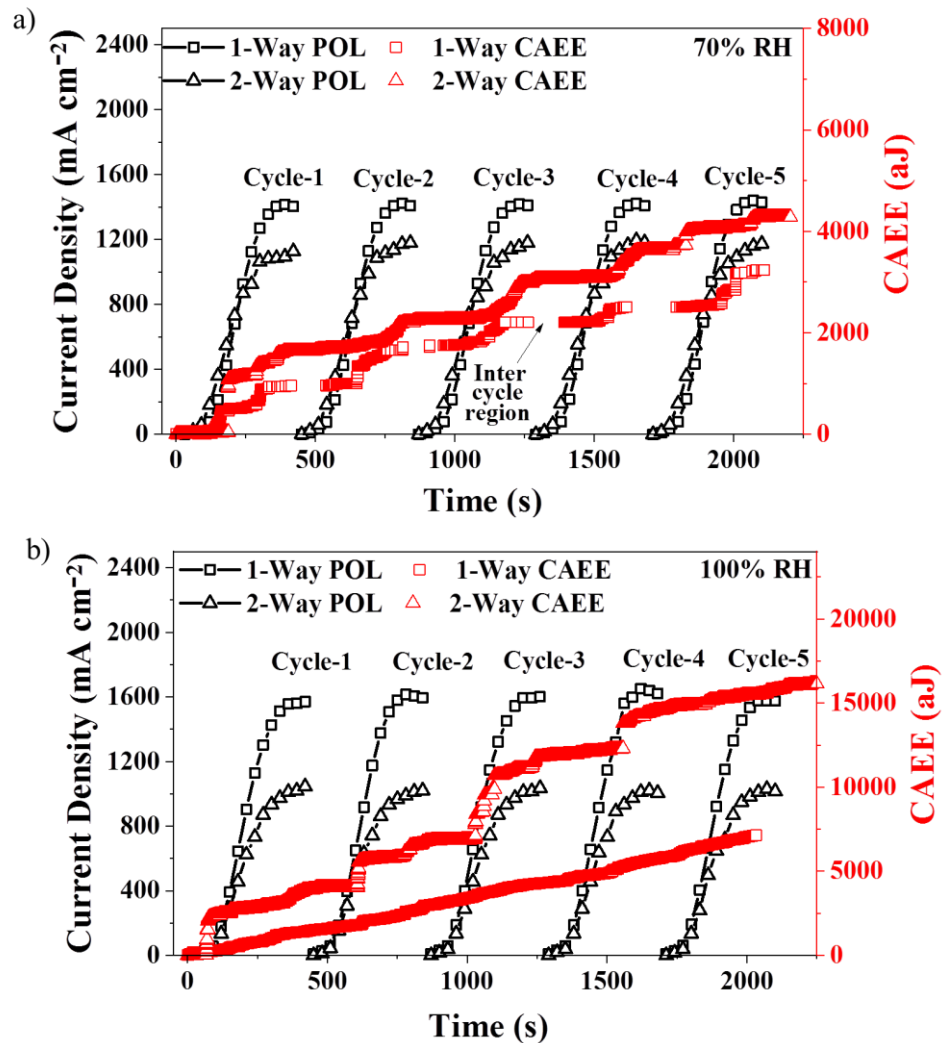 a)
1-Way POL 1-Way CAEE 70% RH
2-Way POL 2-Way CAEE
Cycle-1 Cycle-2 Cycle-3 Cycle-4 Cycle-5
Inter
cycle
region
Current Density (mA cm⁻²)
2400
2000
1600
1200
800
400
0
CAEE (aJ)
8000
6000
4000
2000
0
0 500 1000 1500 2000
Time (s)
b)
1-Way POL 1-Way CAEE 100% RH
2-Way POL 2-Way CAEE
Cycle-1 Cycle-2 Cycle-3 Cycle-4 Cycle-5
Current Density (mA cm⁻²)
2400
2000
1600
1200
800
400
0
CAEE (aJ)
20000
15000
10000
5000
0
0 500 1000 1500 2000
Time (s)